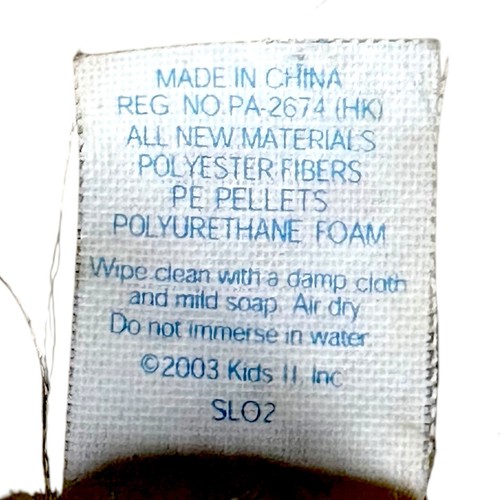 MADE IN CHINA
REG. NO.PA-2674 (HK)
ALL NEW MATERIALS
POLYESTER FIBERS
PE PELLETS
POLYURETHANE FOAM
Wipe clean with a damp cloth
and mild soap. Air dry
Do not immerse in water
©2003 Kids II, Inc
SLO2